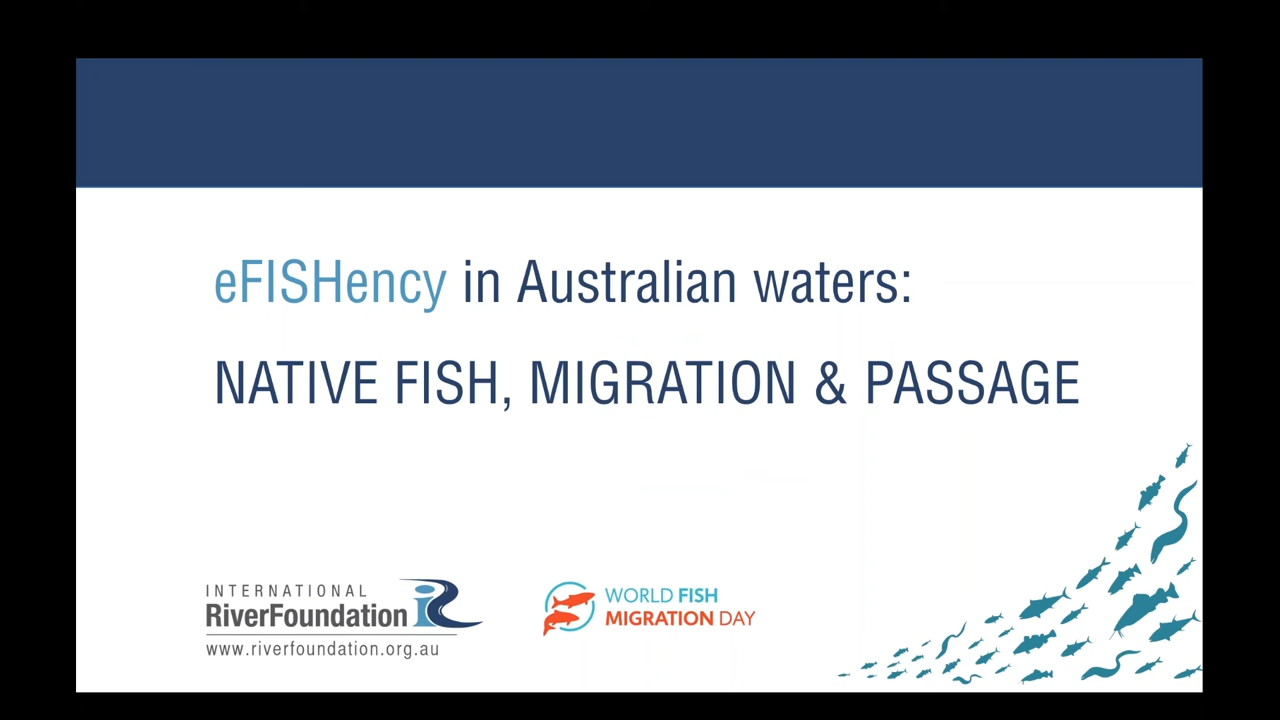 eFISHency in Australian waters:
NATIVE FISH, MIGRATION & PASSAGE
INTERNATIONAL
RiverFoundation
www.riverfoundation.org.au
WORLD FISH
MIGRATION DAY